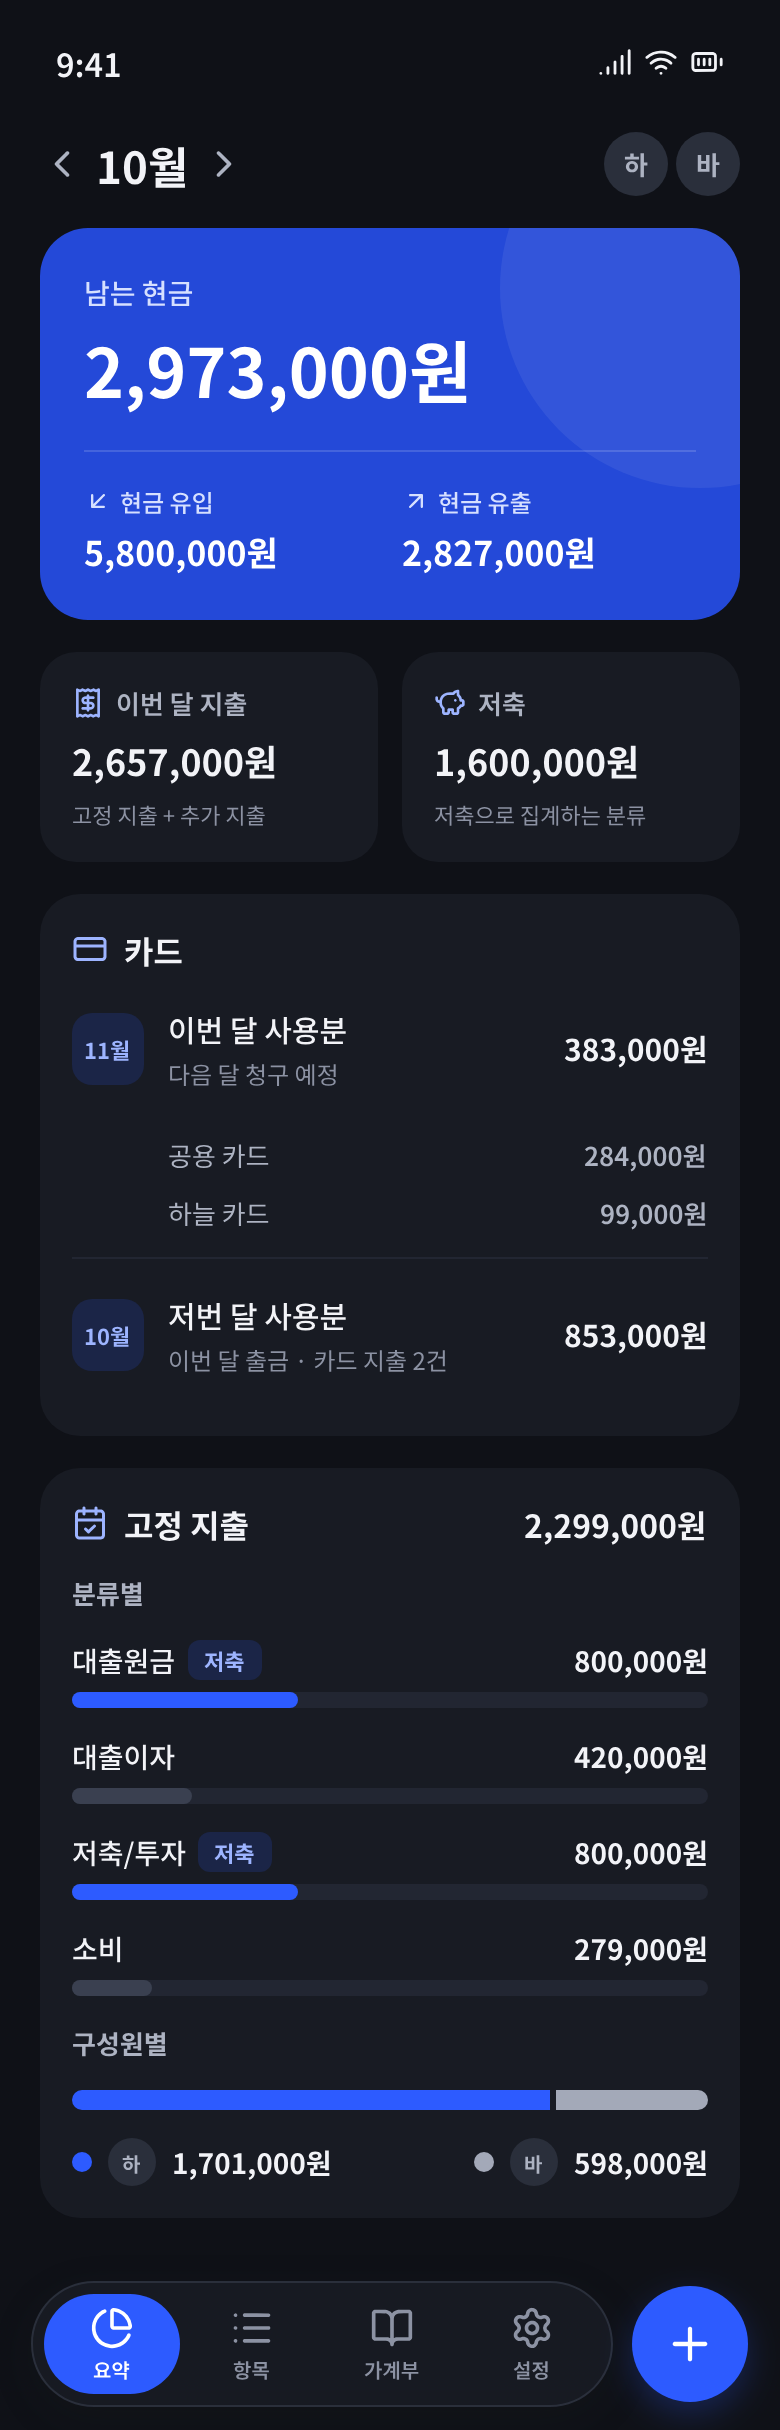 9:41
10월
하 바
남는 현금
2,973,000원
현금 유입 현금 유출
5,800,000원 2,827,000원
이번 달 지출 저축
2,657,000원 1,600,000원
고정 지출 + 추가 지출 저축으로 집계하는 분류
카드
11월 이번 달 사용분 383,000원
다음 달 청구 예정
공용 카드 284,000원
하늘 카드 99,000원
10월 저번 달 사용분 853,000원
이번 달 출금 · 카드 지출 2건
고정 지출 2,299,000원
분류별
대출원금 저축 800,000원
대출이자 420,000원
저축/투자 저축 800,000원
소비 279,000원
구성원별
하 1,701,000원 바 598,000원
요약 항목 가계부 설정